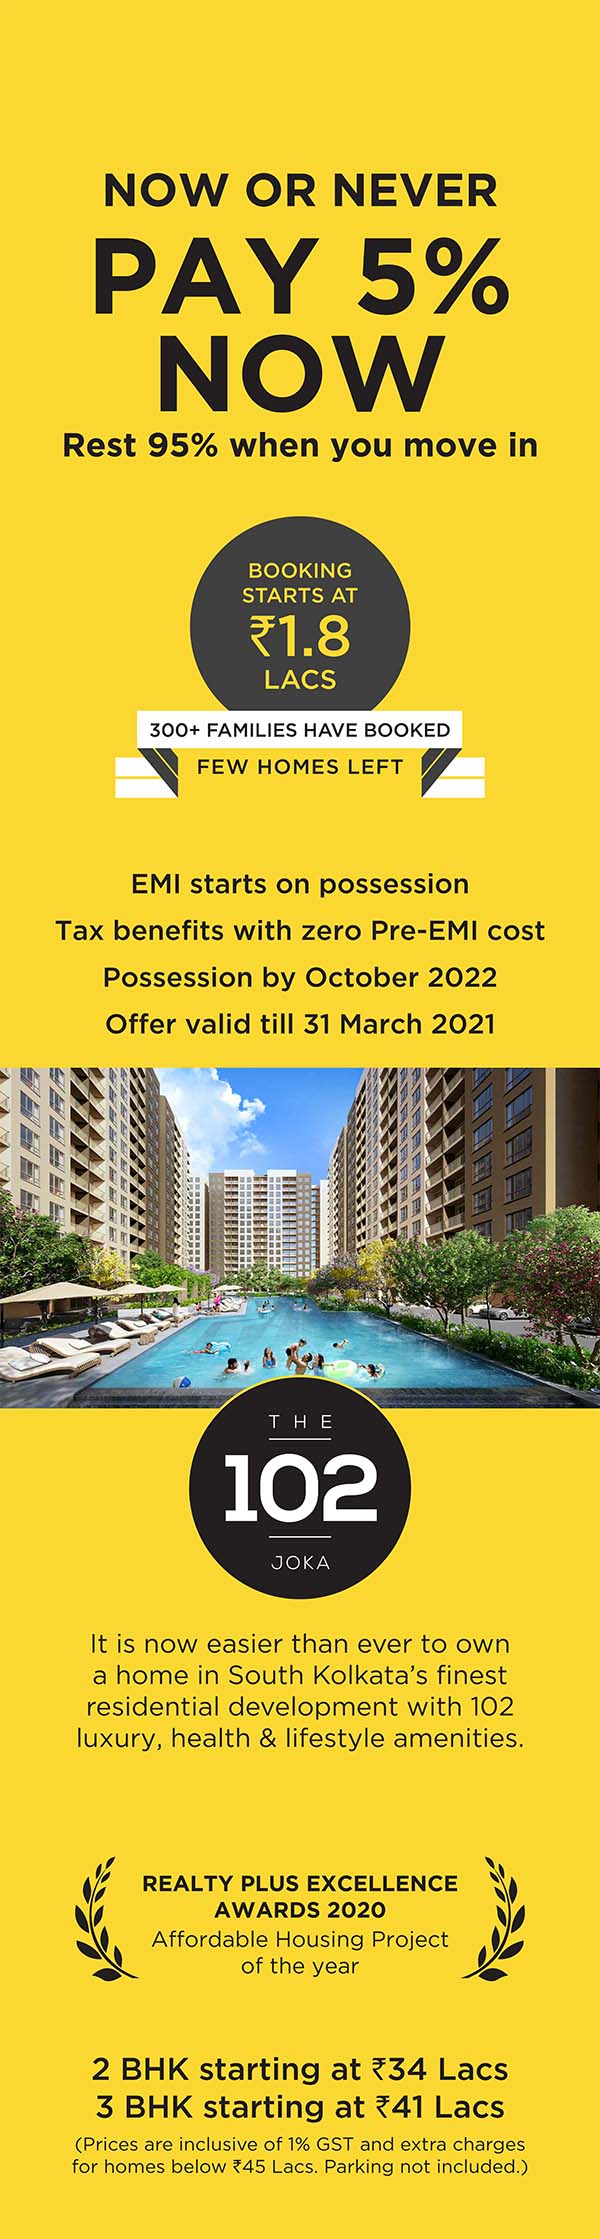 NOW OR NEVER
PAY 5%
NOW
Rest 95% when you move in
BOOKING
STARTS AT
₹1.8
LACS
300+ FAMILIES HAVE BOOKED
FEW HOMES LEFT
EMI starts on possession
Tax benefits with zero Pre-EMI cost
Possession by October 2022
Offer valid till 31 March 2021
THE
102
JOKA
It is now easier than ever to own
a home in South Kolkata's finest
residential development with 102
luxury, health & lifestyle amenities.
REALTY PLUS EXCELLENCE
AWARDS 2020
Affordable Housing Project
of the year
2 BHK starting at ₹34 Lacs
3 BHK starting at ₹41 Lacs
(Prices are inclusive of 1% GST and extra charges
for homes below ₹45 Lacs. Parking not included.)